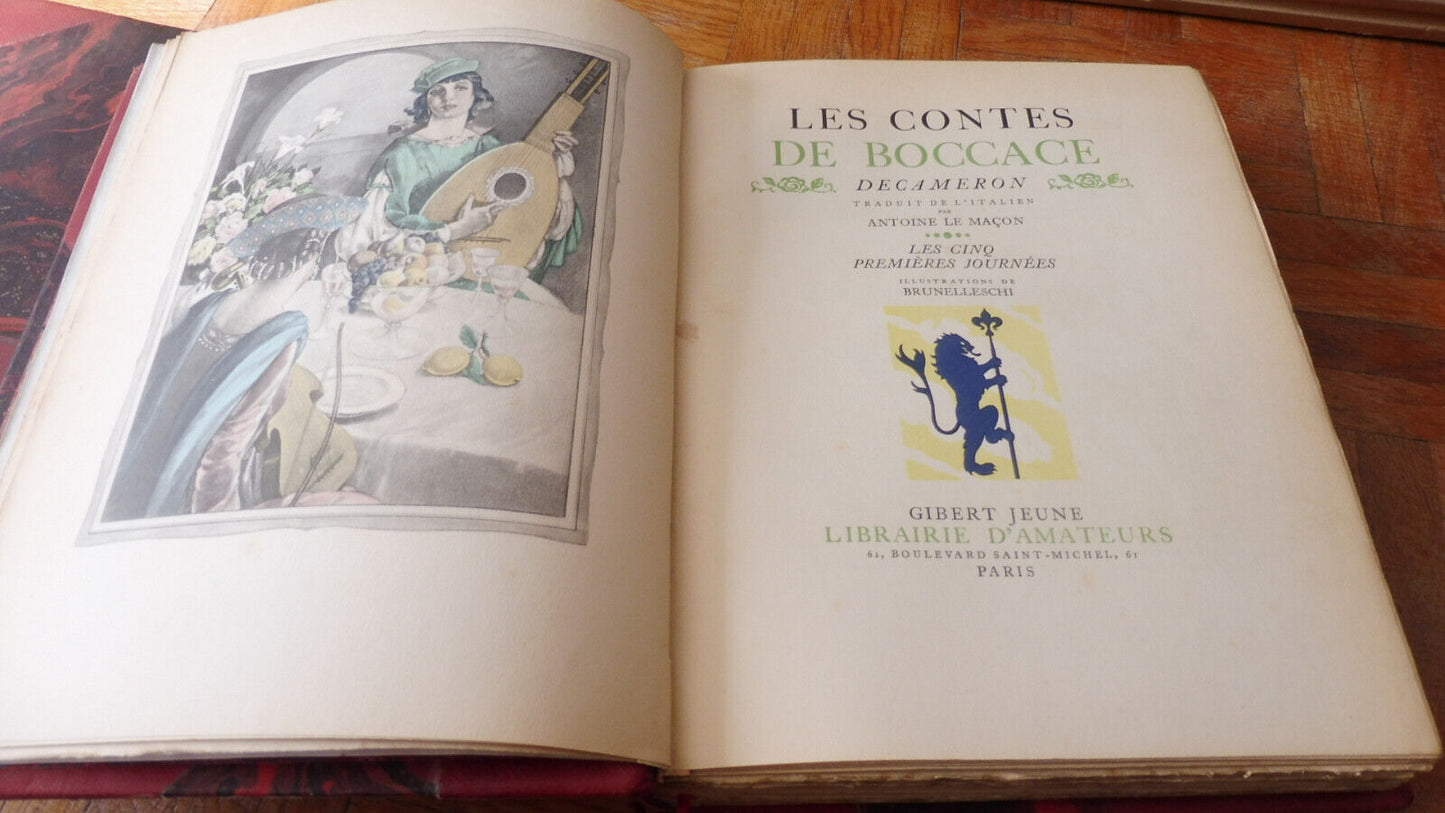 LES CONTES
DE BOCCACE
DECAMERON
TRADUIT DE L'ITALIEN
PAR
ANTOINE LE MAÇON
LES CINQ
PREMIÈRES JOURNÉES
ILLUSTRATIONS DE
BRUNELLESCHI
GIBERT JEUNE
LIBRAIRIE D'AMATEURS
61, BOULEVARD SAINT-MICHEL, 61
PARIS